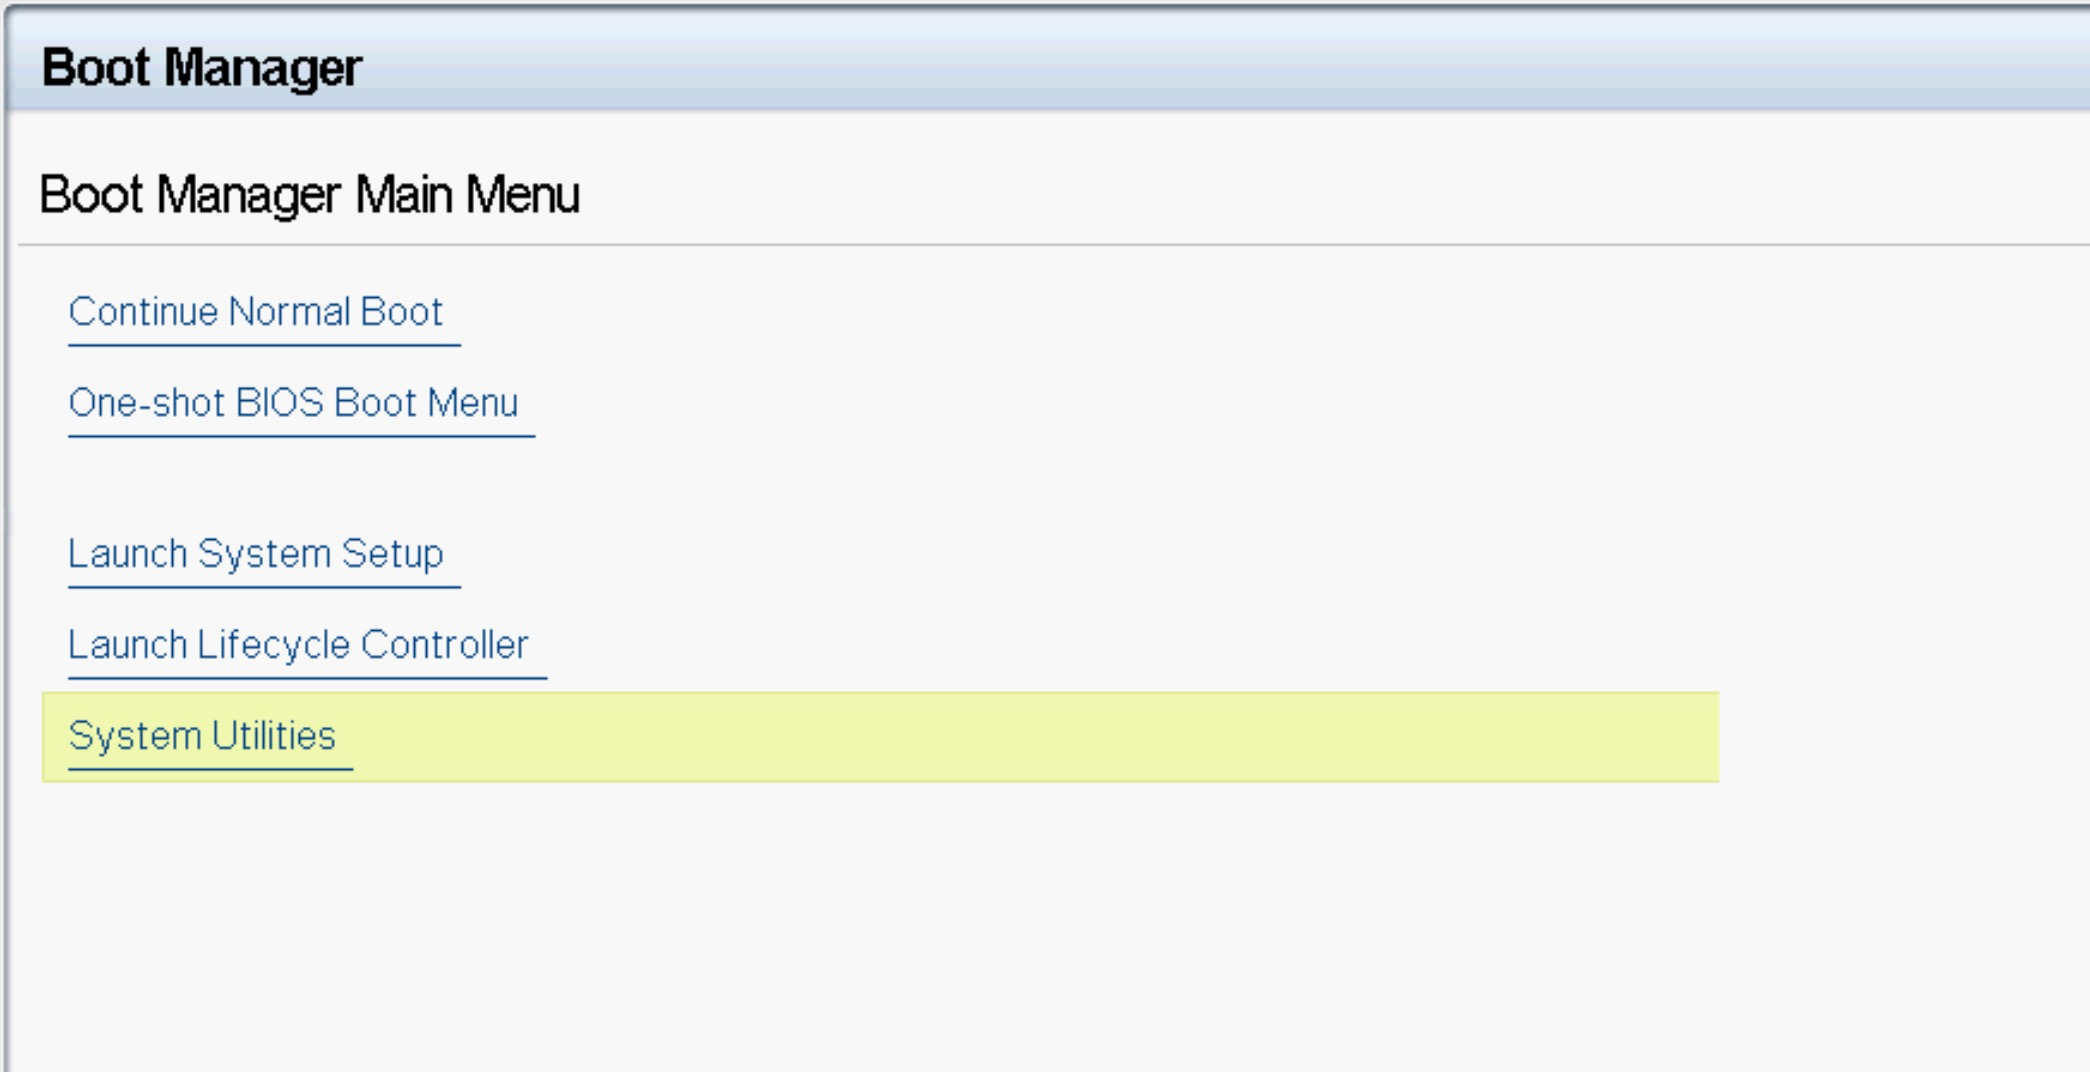 Boot Manager
Boot Manager Main Menu
Continue Normal Boot
One-shot BIOS Boot Menu
Launch System Setup
Launch Lifecycle Controller
System Utilities